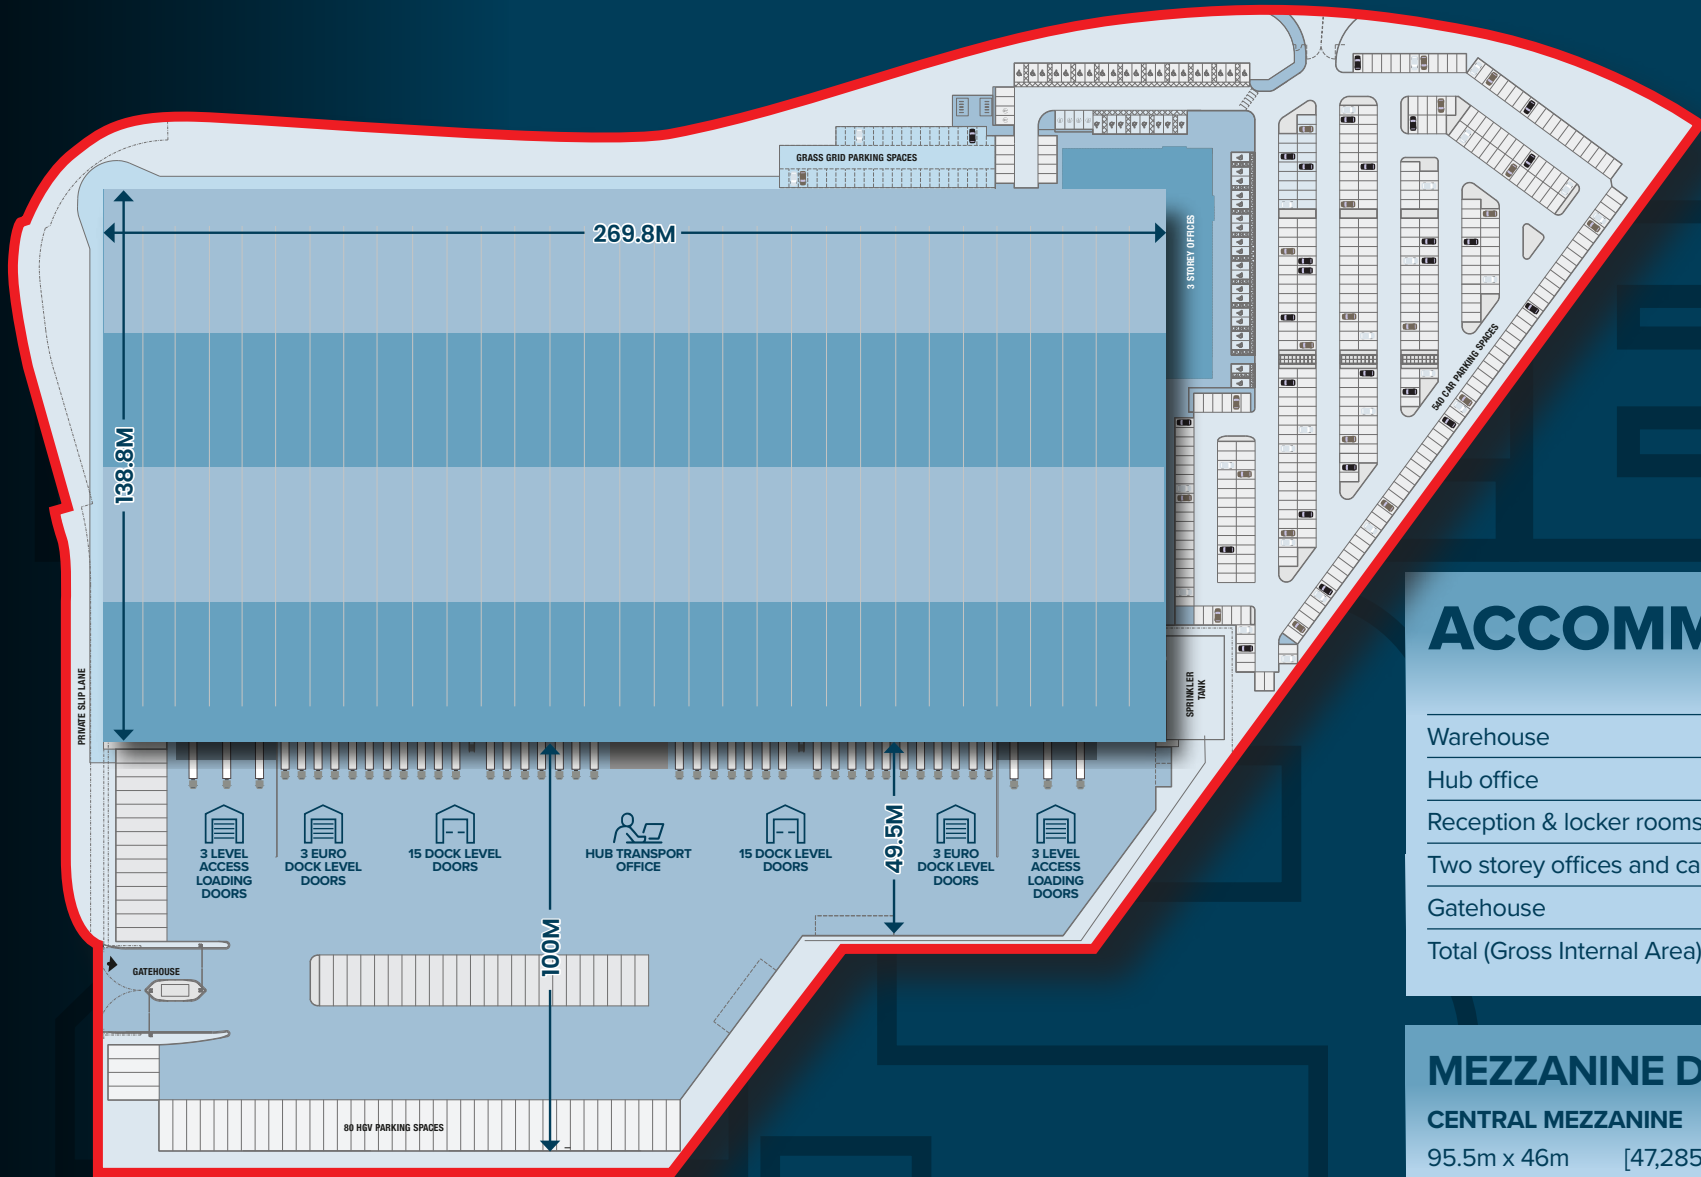 GRASS GRID PARKING SPACES
269.8M
3 STOREY OFFICES
540 CAR PARKING SPACES
138.8M
PRIVATE SLIP LANE
SPRINKLER
TANK
3 LEVEL
ACCESS
LOADING
DOORS
3 EURO
DOCK LEVEL
DOORS
15 DOCK LEVEL
DOORS
HUB TRANSPORT
OFFICE
15 DOCK LEVEL
DOORS
49.5M
3 EURO
DOCK LEVEL
DOORS
3 LEVEL
ACCESS
LOADING
DOORS
100M
GATEHOUSE
80 HGV PARKING SPACES
ACCOMM
Warehouse
Hub office
Reception & locker rooms
Two storey offices and ca
Gatehouse
Total (Gross Internal Area)
MEZZANINE D
CENTRAL MEZZANINE
95.5m x 46m [47,285